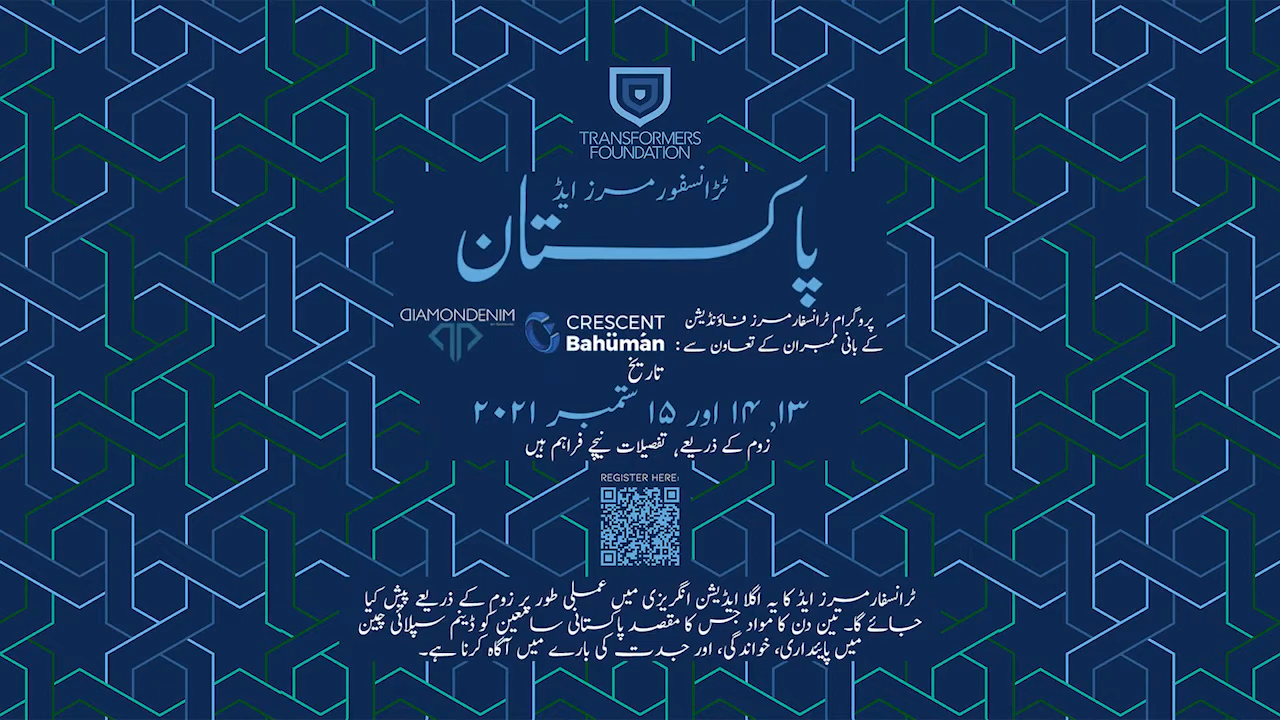 TRANSFORMERS
FOUNDATION
ٹڑانسفورمرز ایڈ
پاکستان
پروگرام ٹرانسفارمرز فاؤنڈیشن
کے بانی ممبران کے تعاون سے:
CRESCENT
Bahümân
DIAMONDENIM
تاریخ
۱۳, ۱۴ اور ۱۵ ستمبر ۲۰۲۱
زوم کے ذریعے, تفصیلات نیچے فراہم ہیں
REGISTER HERE:
ٹرانسفارمرز ایڈ کا یہ اگلا ایڈیشن انگریزی میں عملی طور پر زوم کے ذریعے پیش کیا
جائے گا۔ تین دن کا مواد جس کا مقصد پاکستانی سامعین کو ڈینم سپلائی چین
میں پائیداری، خواندگی، اور جدت کی بارے میں آگاہ کرنا ہے۔